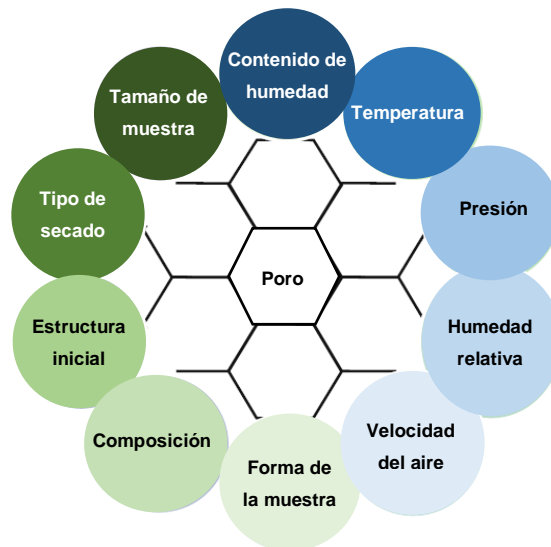 Contenido de
humedad
Temperatura
Presión
Humedad
relativa
Velocidad
del aire
Forma de
la muestra
Composición
Estructura
inicial
Tipo de
secado
Tamaño de
muestra
Poro